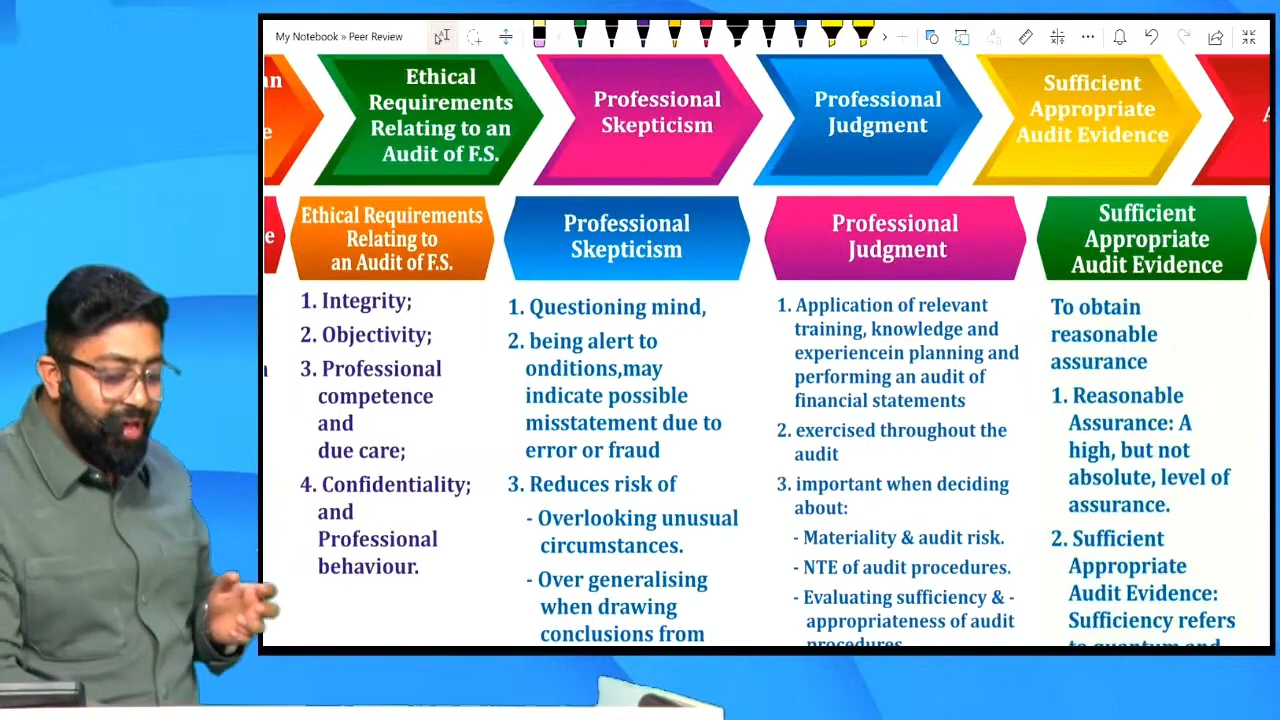 My Notebook » Peer Review
Ethical
Requirements
Relating to an
Audit of F.S.
Professional
Skepticism
Professional
Judgment
Sufficient
Appropriate
Audit Evidence
Ethical Requirements
Relating to
an Audit of F.S.
1. Integrity;
2. Objectivity;
3. Professional
competence
and
due care;
4. Confidentiality;
and
Professional
behaviour.
Professional
Skepticism
1. Questioning mind,
2. being alert to
onditions,may
indicate possible
misstatement due to
error or fraud
3. Reduces risk of
- Overlooking unusual
circumstances.
- Over generalising
when drawing
conclusions from
Professional
Judgment
1. Application of relevant
training, knowledge and
experiencein planning and
performing an audit of
financial statements
2. exercised throughout the
audit
3. important when deciding
about:
- Materiality & audit risk.
- NTE of audit procedures.
- Evaluating sufficiency & -
appropriateness of audit
procedures
Sufficient
Appropriate
Audit Evidence
To obtain
reasonable
assurance
1. Reasonable
Assurance: A
high, but not
absolute, level of
assurance.
2. Sufficient
Appropriate
Audit Evidence:
Sufficiency refers
to quantum and